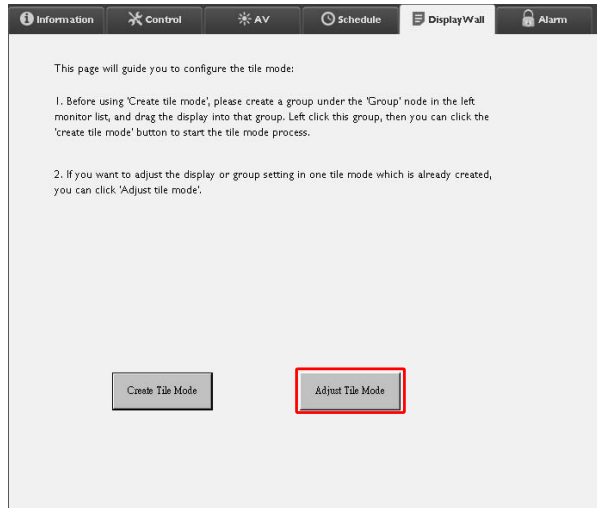 Information Control AV Schedule DisplayWall Alarm
This page will guide you to configure the tile mode:
1. Before using 'Create tile mode', please create a group under the 'Group' node in the left
monitor list, and drag the display into that group. Left click this group, then you can click the
'create tile mode' button to start the tile mode process.
2. If you want to adjust the display or group setting in one tile mode which is already created,
you can click 'Adjust tile mode'.
Create Tile Mode Adjust Tile Mode